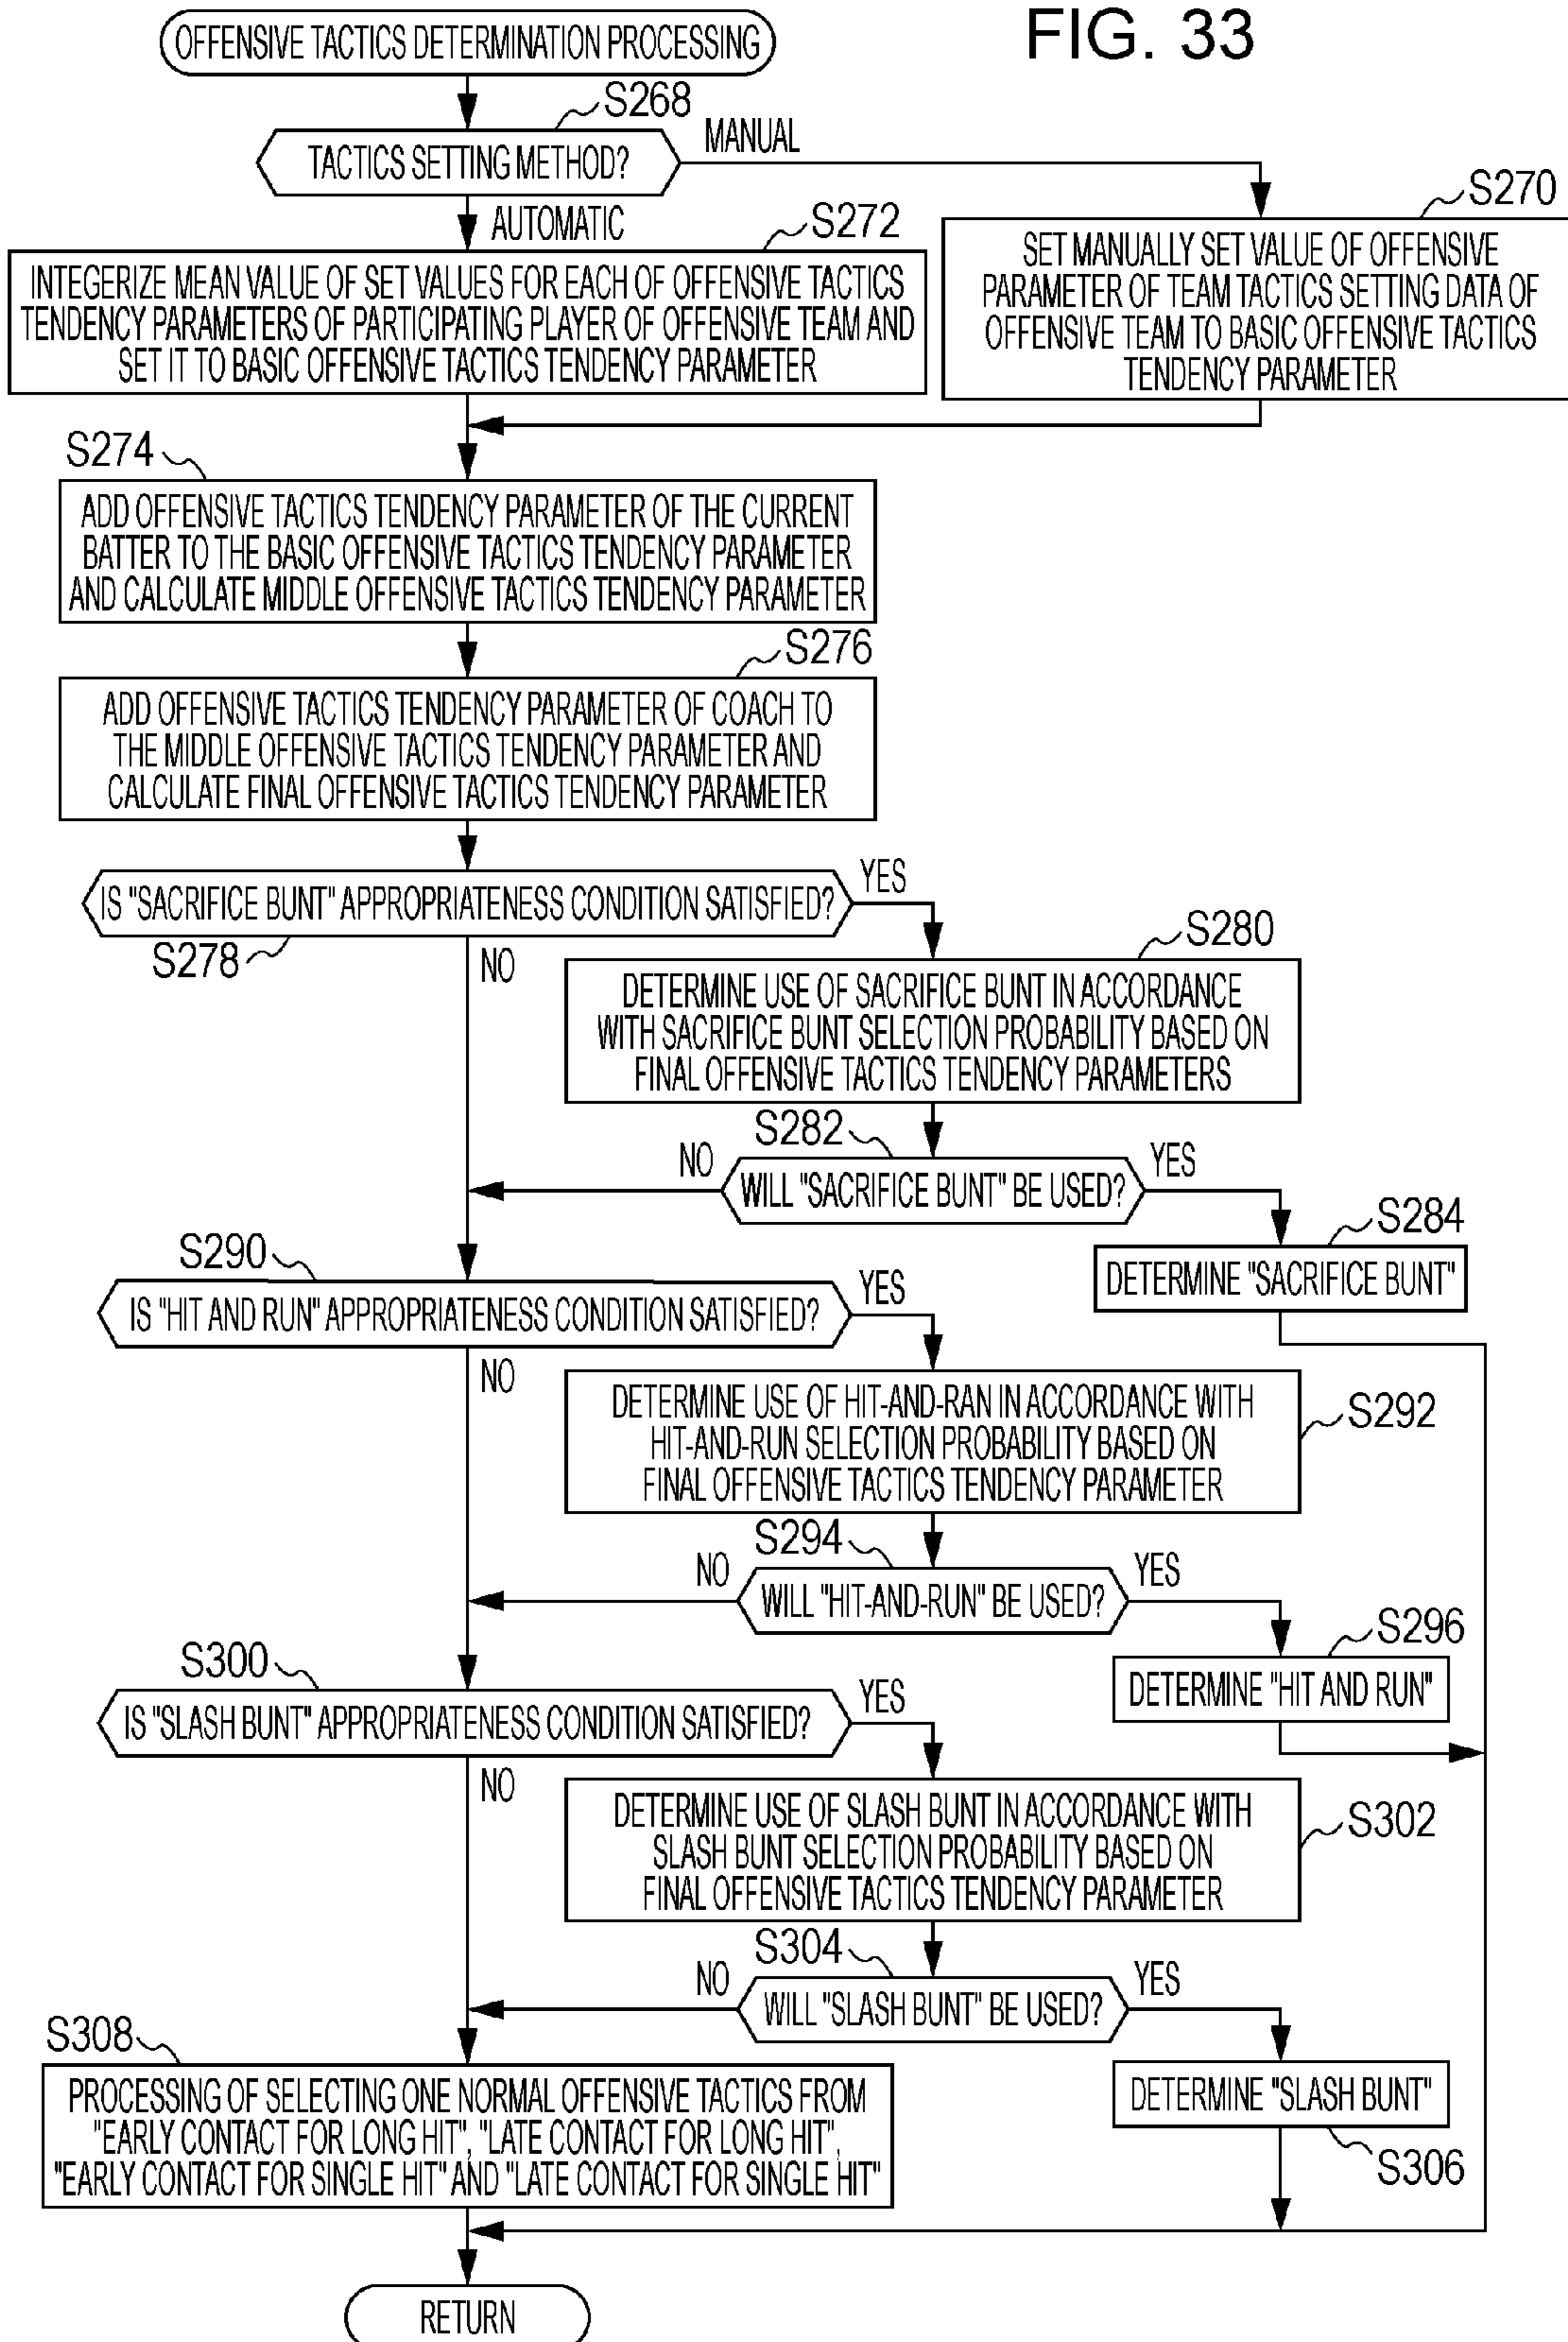 FIG. 33
OFFENSIVE TACTICS DETERMINATION PROCESSING
S268
TACTICS SETTING METHOD?
MANUAL
AUTOMATIC
S270
SET MANUALLY SET VALUE OF OFFENSIVE
PARAMETER OF TEAM TACTICS SETTING DATA OF
OFFENSIVE TEAM TO BASIC OFFENSIVE TACTICS
TENDENCY PARAMETER
S272
INTEGERIZE MEAN VALUE OF SET VALUES FOR EACH OF OFFENSIVE TACTICS
TENDENCY PARAMETERS OF PARTICIPATING PLAYER OF OFFENSIVE TEAM AND
SET IT TO BASIC OFFENSIVE TACTICS TENDENCY PARAMETER
S274
ADD OFFENSIVE TACTICS TENDENCY PARAMETER OF THE CURRENT
BATTER TO THE BASIC OFFENSIVE TACTICS TENDENCY PARAMETER
AND CALCULATE MIDDLE OFFENSIVE TACTICS TENDENCY PARAMETER
S276
ADD OFFENSIVE TACTICS TENDENCY PARAMETER OF COACH TO
THE MIDDLE OFFENSIVE TACTICS TENDENCY PARAMETER AND
CALCULATE FINAL OFFENSIVE TACTICS TENDENCY PARAMETER
IS "SACRIFICE BUNT" APPROPRIATENESS CONDITION SATISFIED?
YES
S278
NO
S280
DETERMINE USE OF SACRIFICE BUNT IN ACCORDANCE
WITH SACRIFICE BUNT SELECTION PROBABILITY BASED ON
FINAL OFFENSIVE TACTICS TENDENCY PARAMETERS
S282
NO
WILL "SACRIFICE BUNT" BE USED?
YES
S284
DETERMINE "SACRIFICE BUNT"
S290
IS "HIT AND RUN" APPROPRIATENESS CONDITION SATISFIED?
YES
NO
DETERMINE USE OF HIT-AND-RAN IN ACCORDANCE WITH
HIT-AND-RUN SELECTION PROBABILITY BASED ON
FINAL OFFENSIVE TACTICS TENDENCY PARAMETER
S292
S294
NO
WILL "HIT-AND-RUN" BE USED?
YES
S296
DETERMINE "HIT AND RUN"
S300
IS "SLASH BUNT" APPROPRIATENESS CONDITION SATISFIED?
YES
NO
DETERMINE USE OF SLASH BUNT IN ACCORDANCE WITH
SLASH BUNT SELECTION PROBABILITY BASED ON
FINAL OFFENSIVE TACTICS TENDENCY PARAMETER
S302
S304
NO
WILL "SLASH BUNT" BE USED?
YES
DETERMINE "SLASH BUNT"
S306
S308
PROCESSING OF SELECTING ONE NORMAL OFFENSIVE TACTICS FROM
"EARLY CONTACT FOR LONG HIT", "LATE CONTACT FOR LONG HIT",
"EARLY CONTACT FOR SINGLE HIT" AND "LATE CONTACT FOR SINGLE HIT"
RETURN